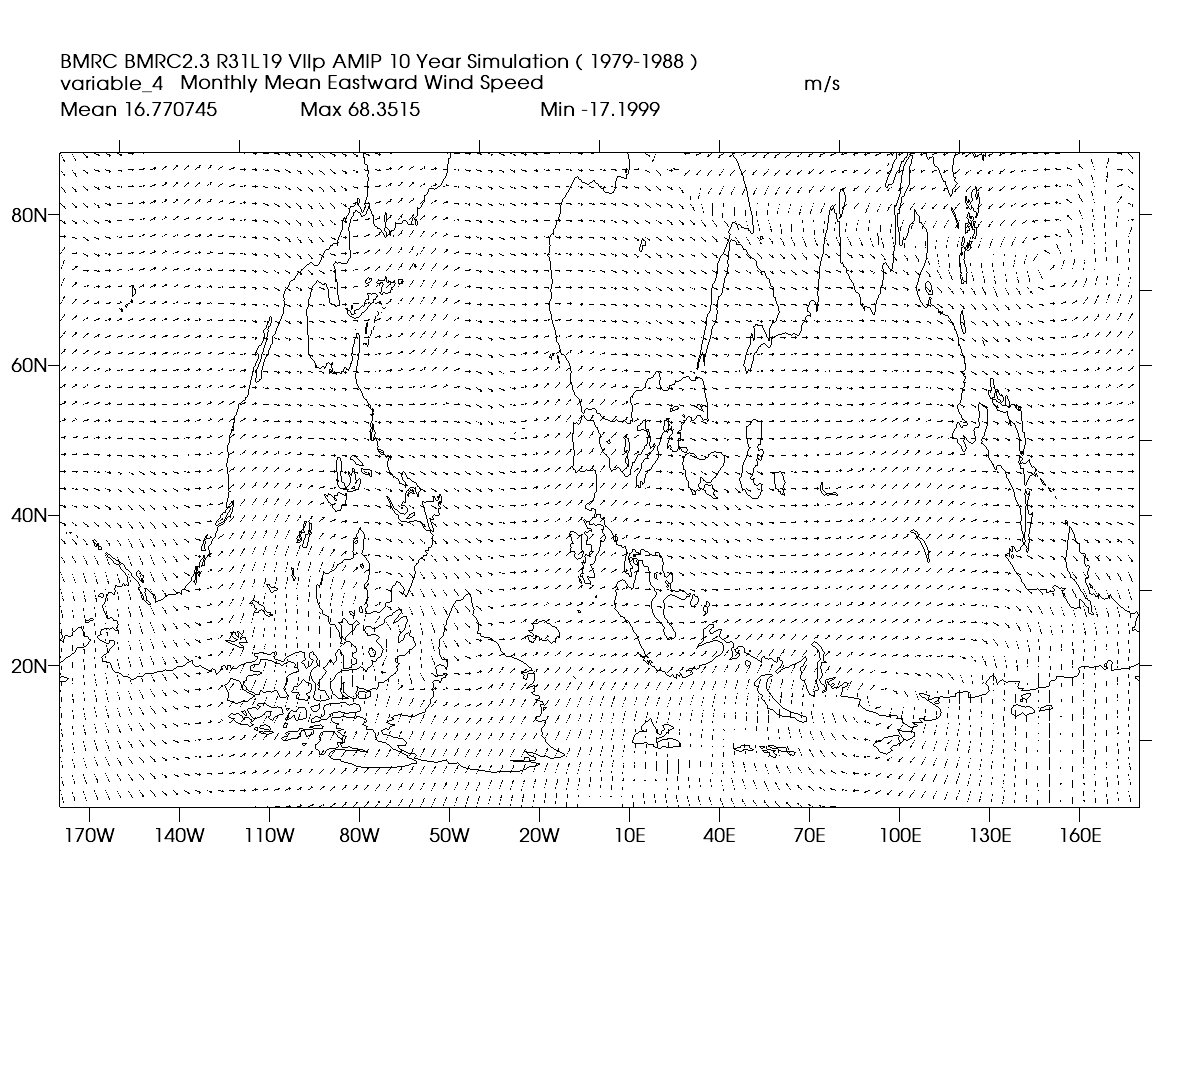 BMRC BMRC2.3 R31L19 VIIp AMIP 10 Year Simulation ( 1979-1988 )
variable_4 Monthly Mean Eastward Wind Speed m/s
Mean 16.770745 Max 68.3515 Min -17.1999
80N
60N
40N
20N
170W 140W 110W 80W 50W 20W 10E 40E 70E 100E 130E 160E